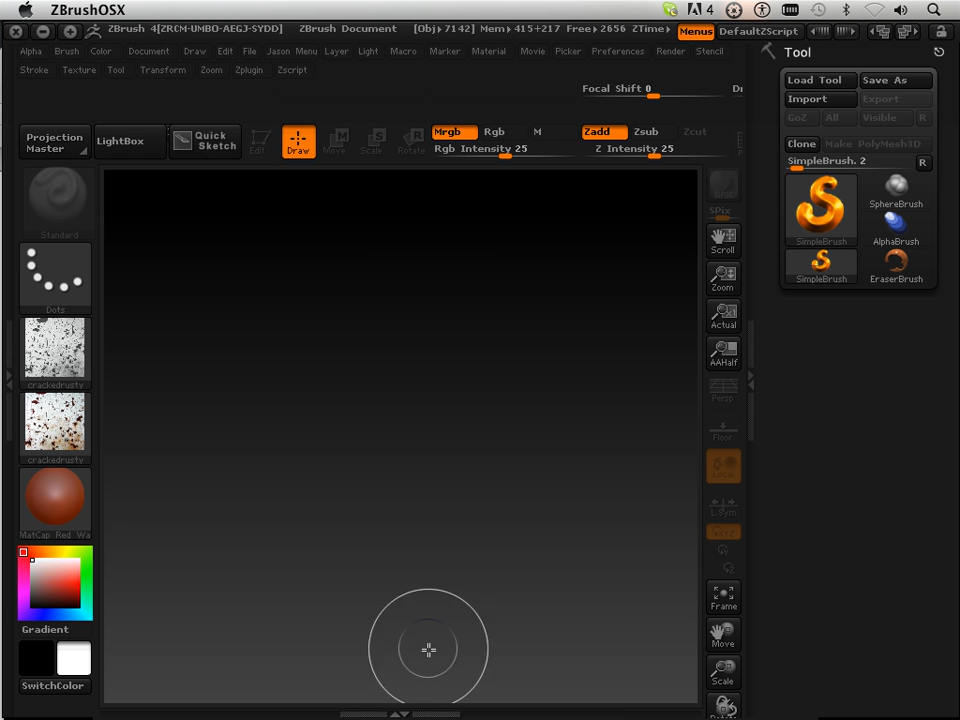 ZBrushOSX
4
ZBrush 4[ZRCM-UMBO-AEGJ-SYDD] ZBrush Document [Obj▸7142] Mem▸415+217 Free▸2656 ZTime▸ Menus DefaultZScript
Alpha Brush Color Document Draw Edit File Jason Menu Layer Light Macro Marker Material Movie Picker Preferences Render Stencil
Stroke Texture Tool Transform Zoom Zplugin Zscript
Tool
Load Tool Save As
Import Export
GoZ All Visible R
Clone Make PolyMesh3D
SimpleBrush. 2 R
SimpleBrush
SphereBrush
AlphaBrush
SimpleBrush
EraserBrush
Focal Shift 0 Dr
Projection Master
LightBox
Quick Sketch
Edit Draw Move Scale Rotate
Mrgb Rgb M
Rgb Intensity 25
Zadd Zsub Zcut
Z Intensity 25
Standard
Dots
crackedrusty
crackedrusty
MatCap Red Wa
Gradient
SwitchColor
SPix
Scroll
Zoom
Actual
AAHalf
Persp
Floor
Local
L.Sym
Frame
Move
Scale